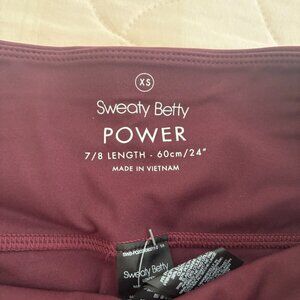 XS
Sweaty Betty
POWER
7/8 LENGTH - 60cm/24"
MADE IN VIETNAM
Sweaty Betty